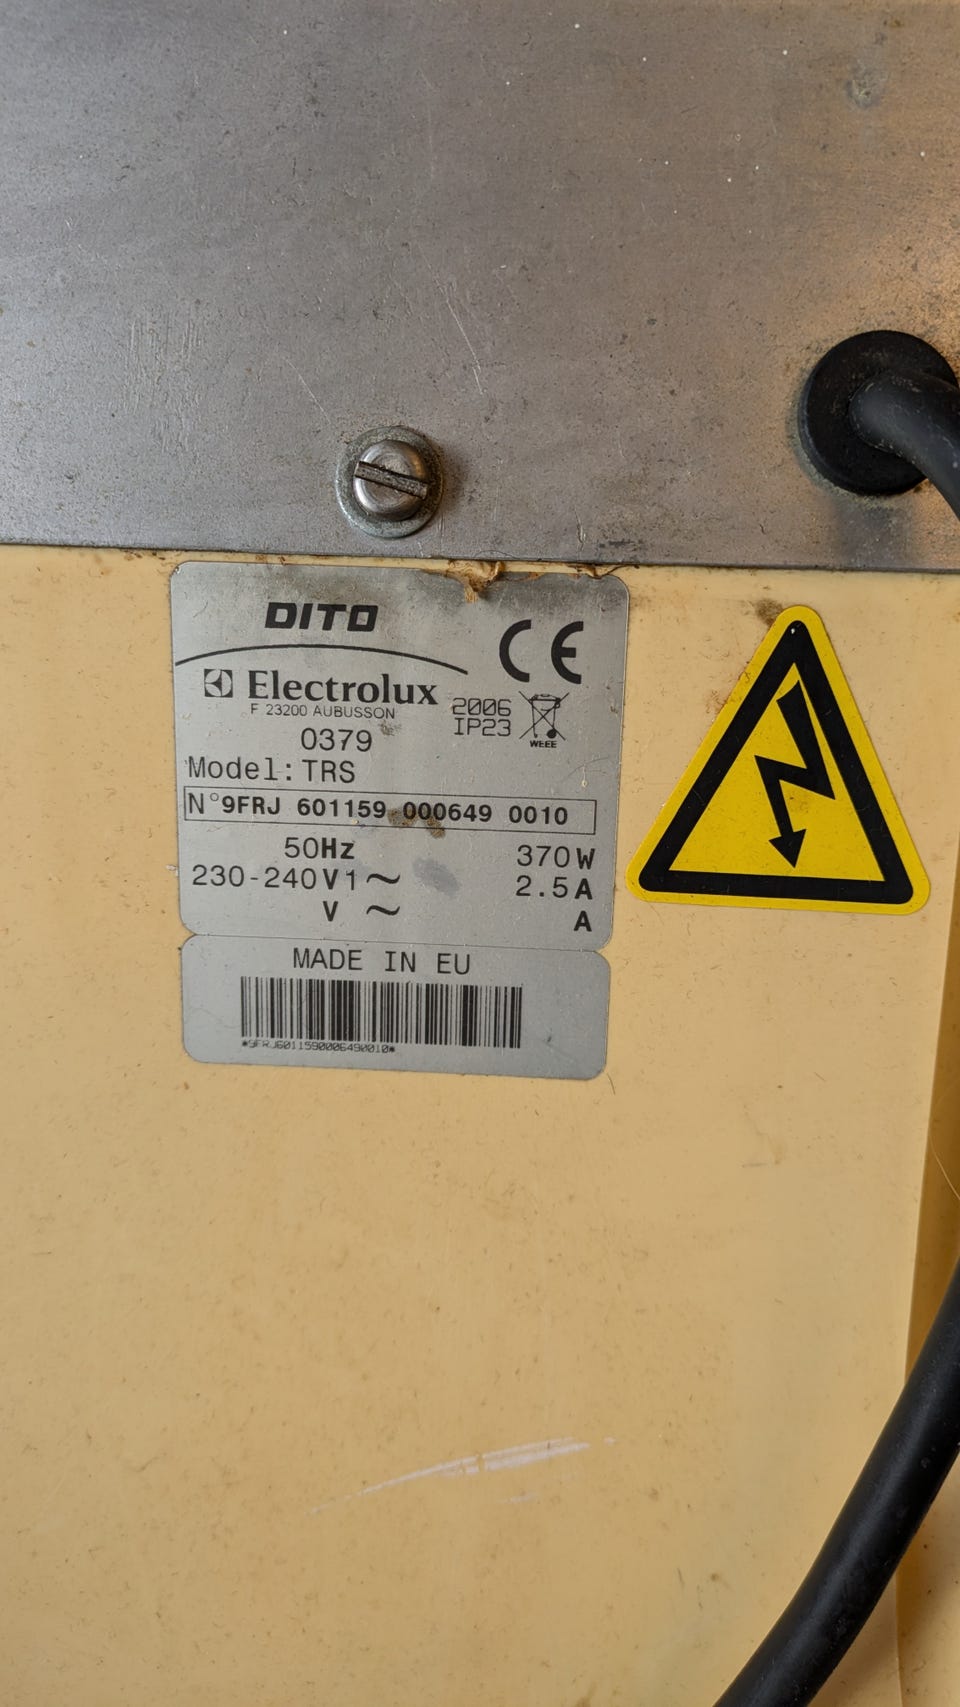 DITO
CE
Electrolux
F 23200 AUBUSSON
2006
IP23
WEEE
0379
Model: TRS
N° 9FRJ 601159 000649 0010
50Hz 370W
230-240V1~ 2.5A
V ~ A
MADE IN EU
*9FRJ6011590006490010*